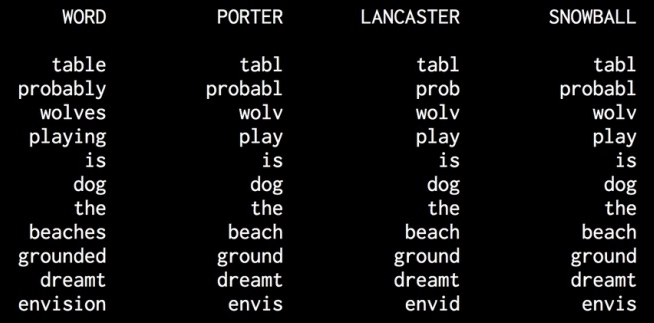 WORD PORTER LANCASTER SNOWBALL
table tabl tabl tabl
probably probabl prob probabl
wolves wolv wolv wolv
playing play play play
is is is is
dog dog dog dog
the the the the
beaches beach beach beach
grounded ground ground ground
dreamt dreamt dreamt dreamt
envision envis envid envis